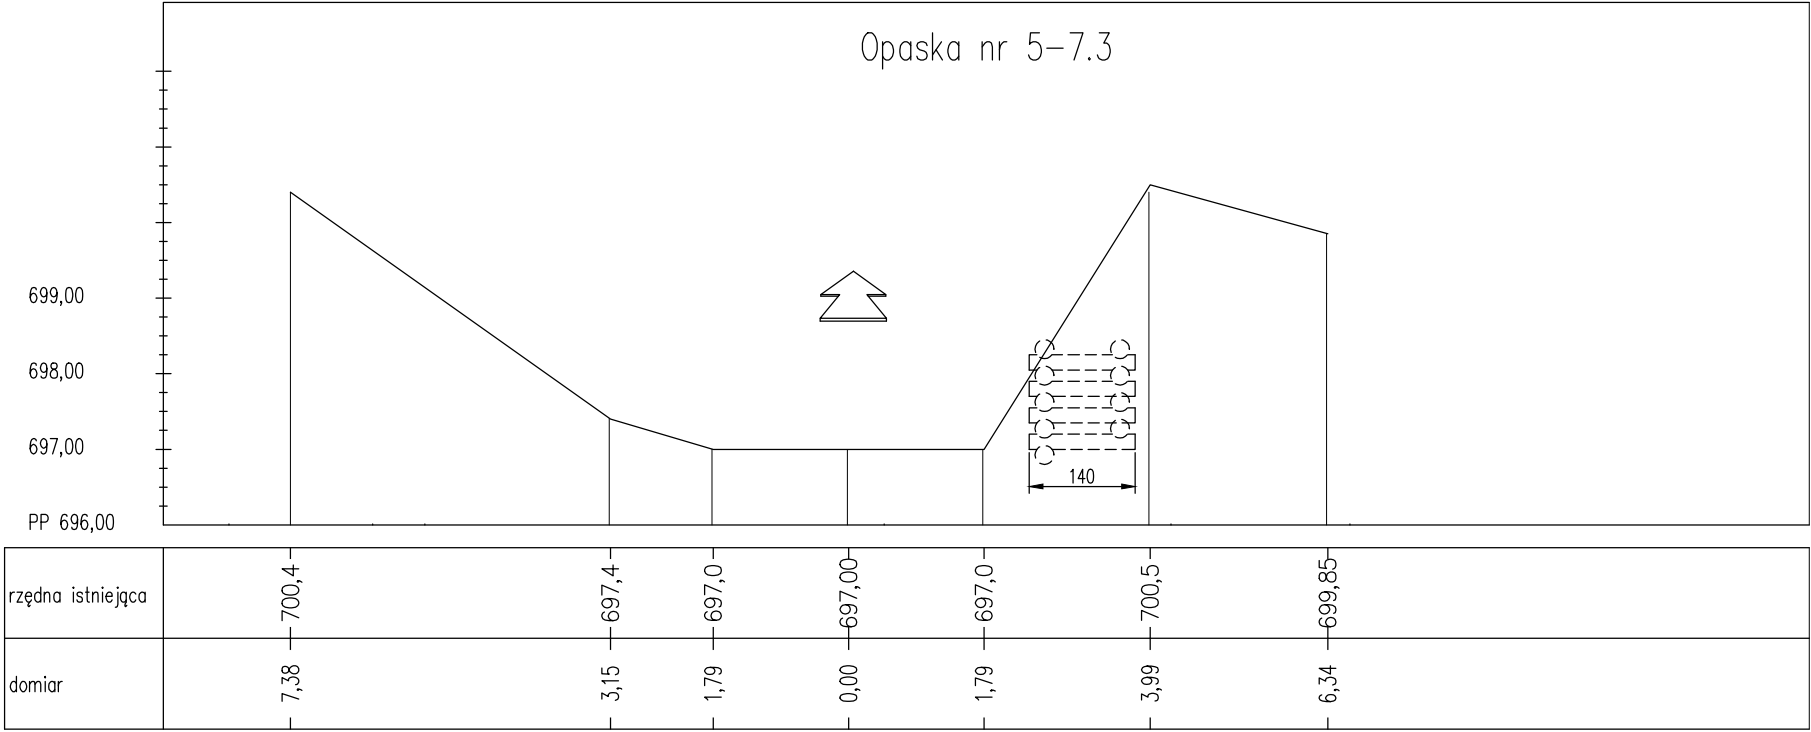 Opaska nr 5-7.3
699,00
698,00
697,00
PP 696,00
140
rzędna istniejąca 700,4 697,4 697,0 697,00 697,0 700,5 699,85
domiar 7,38 3,15 1,79 0,00 1,79 3,99 6,34